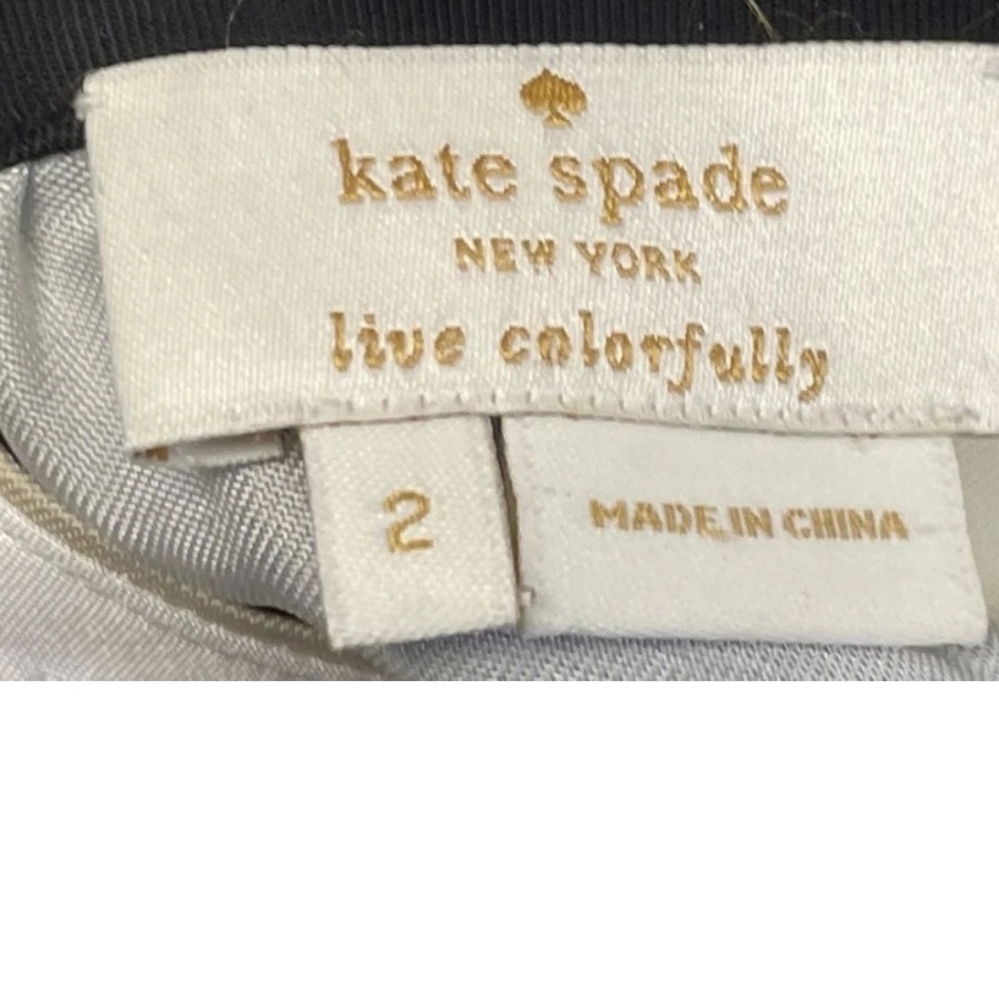 kate spade
NEW YORK
live colorfully
2
MADE IN CHINA